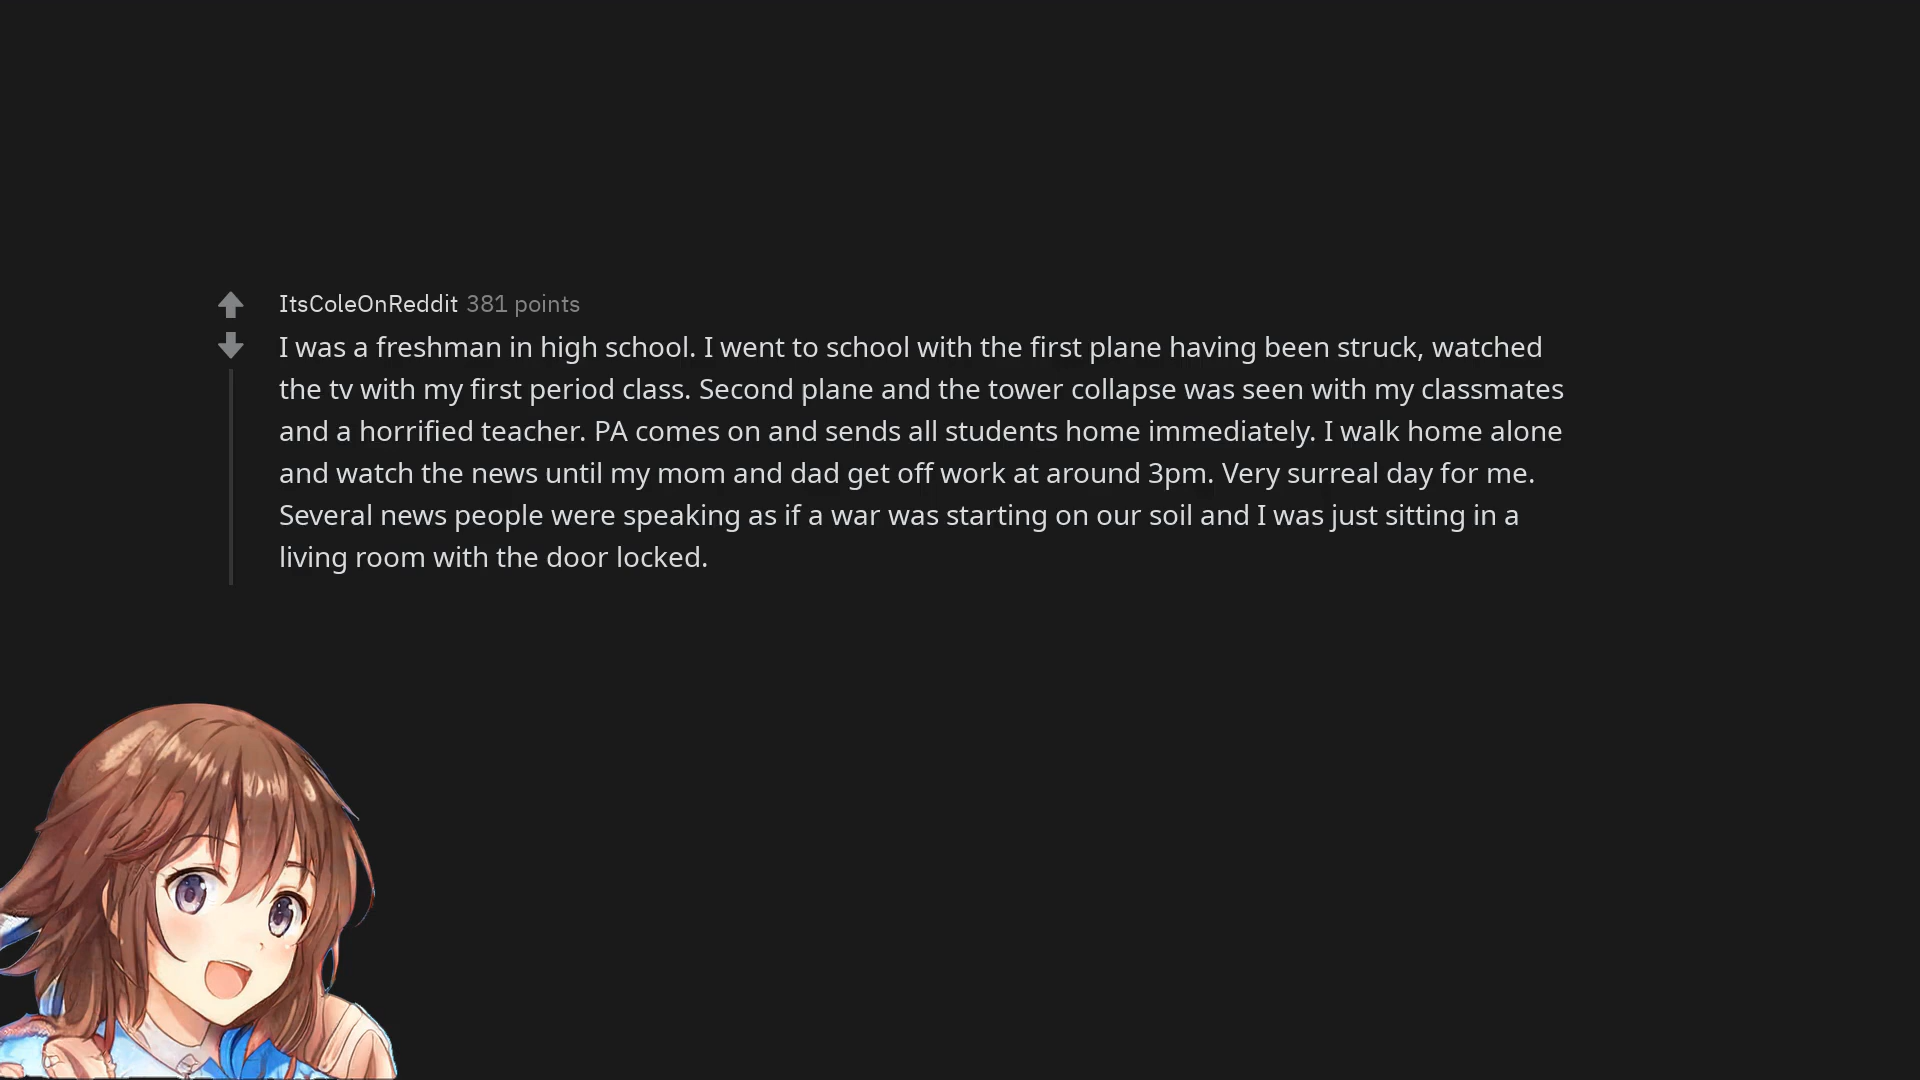 ItsColeOnReddit 381 points
I was a freshman in high school. I went to school with the first plane having been struck, watched
the tv with my first period class. Second plane and the tower collapse was seen with my classmates
and a horrified teacher. PA comes on and sends all students home immediately. I walk home alone
and watch the news until my mom and dad get off work at around 3pm. Very surreal day for me.
Several news people were speaking as if a war was starting on our soil and I was just sitting in a
living room with the door locked.